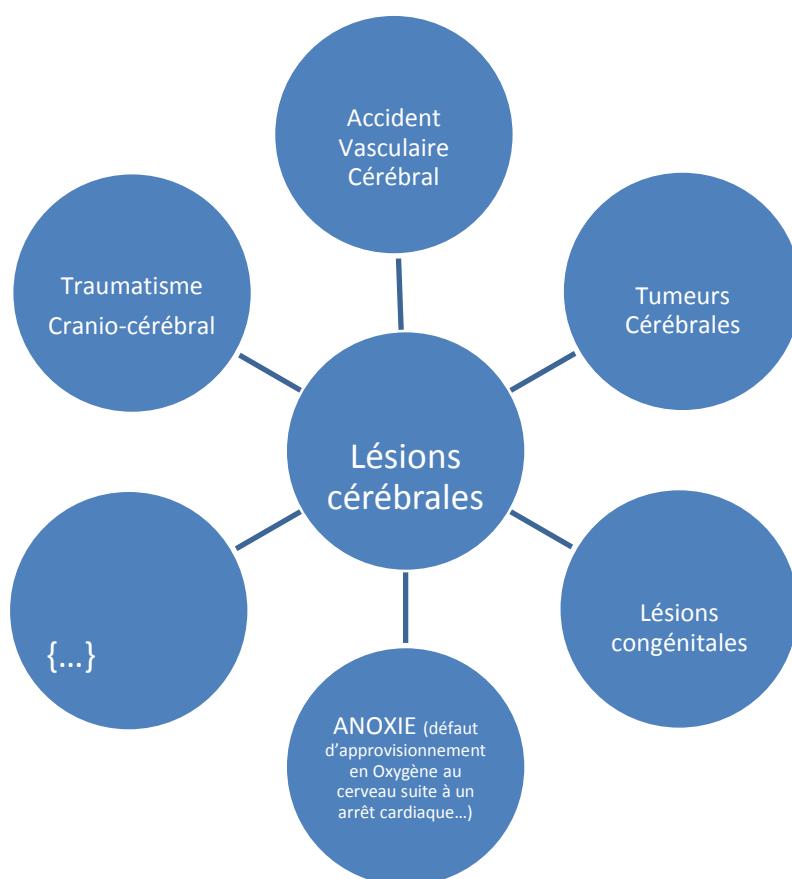 Accident
Vasculaire
Cérébral
Traumatisme
Cranio-cérébral
Tumeurs
Cérébrales
Lésions
cérébrales
{...}
Lésions
congénitales
ANOXIE (défaut
d'approvisionnement
en Oxygène au
cerveau suite à un
arrêt cardiaque...)